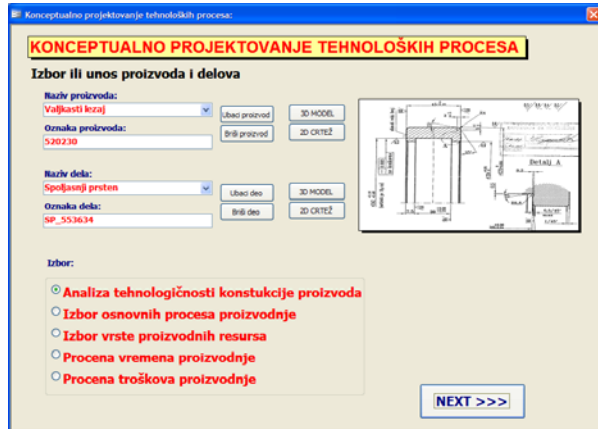 Konceptualno projektovanje tehnoloških procesa:
KONCEPTUALNO PROJEKTOVANJE TEHNOLOŠKIH PROCESA
Izbor ili unos proizvoda i delova
Naziv proizvoda:
Valjkasti lezaj
Ubaci proizvod
3D MODEL
Oznaka proizvoda:
Briši proizvod
2D CRTEŽ
520230
Detalj A
Naziv dela:
Spoljasnji prsten
Ubaci deo
3D MODEL
Oznaka dela:
Briši deo
2D CRTEŽ
SP_553634
Izbor:
Analiza tehnologičnosti konstukcije proizvoda
Izbor osnovnih procesa proizvodnje
Izbor vrste proizvodnih resursa
Procena vremena proizvodnje
Procena troškova proizvodnje
NEXT >>>